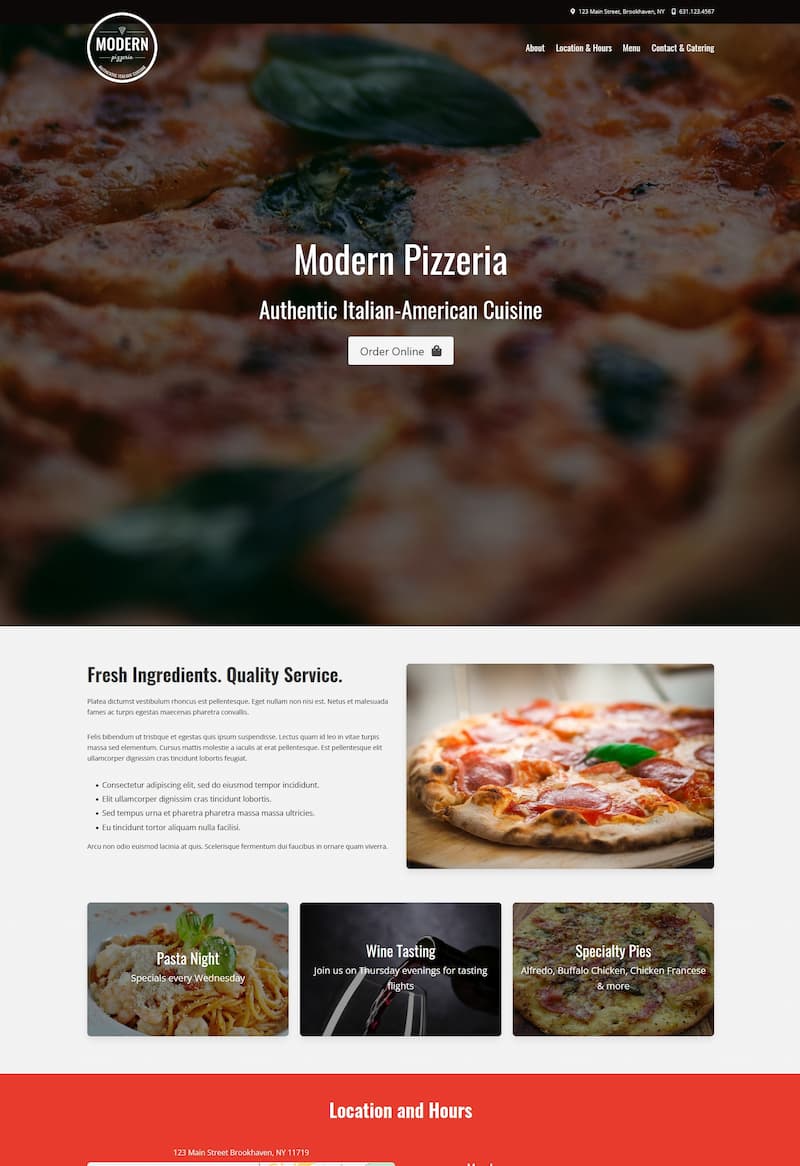 123 Main Street, Brookhaven, NY 631.123.4567
MODERN
pizzeria
AUTHENTIC ITALIAN CUISINE
About Location & Hours Menu Contact & Catering
Modern Pizzeria
Authentic Italian-American Cuisine
Order Online
Fresh Ingredients. Quality Service.
Platea dictumst vestibulum rhoncus est pellentesque. Eget nullam non nisi est. Netus et malesuada
fames ac turpis egestas maecenas pharetra convallis.
Felis bibendum ut tristique et egestas quis ipsum suspendisse. Lectus quam id leo in vitae turpis
massa sed elementum. Cursus mattis molestie a iaculis at erat pellentesque. Est pellentesque elit
ullamcorper dignissim cras tincidunt lobortis feugiat.
• Consectetur adipiscing elit, sed do eiusmod tempor incididunt.
• Elit ullamcorper dignissim cras tincidunt lobortis.
• Sed tempus urna et pharetra pharetra massa massa ultricies.
• Eu tincidunt tortor aliquam nulla facilisi.
Arcu non odio euismod lacinia at quis. Scelerisque fermentum dui faucibus in ornare quam viverra.
Pasta Night
Specials every Wednesday
Wine Tasting
Join us on Thursday evenings for tasting
flights
Specialty Pies
Alfredo, Buffalo Chicken, Chicken Francese
& more
Location and Hours
123 Main Street Brookhaven, NY 11719